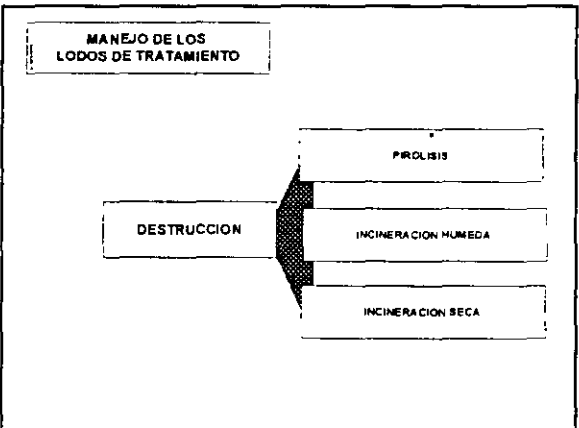 MANEJO DE LOS
LODOS DE TRATAMIENTO
PIROLISIS
DESTRUCCION
INCINERACION HUMEDA
INCINERACION SECA